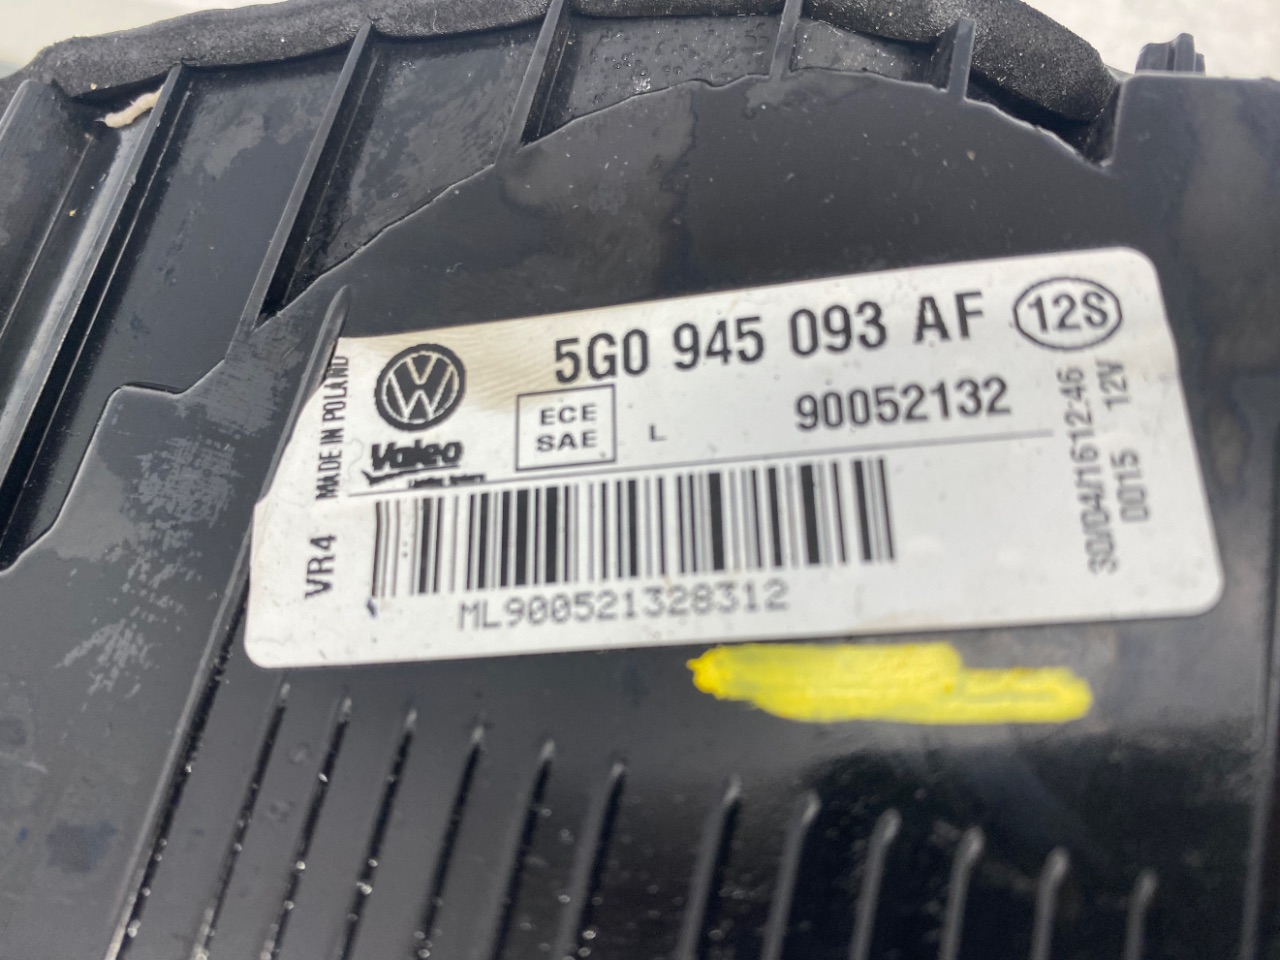 5G0 945 093 AF 12S
ECE
SAE
L
90052132
Valeo
MADE IN POLAND
VR4
ML900521328312
30/04/16 12:46
0015 12V